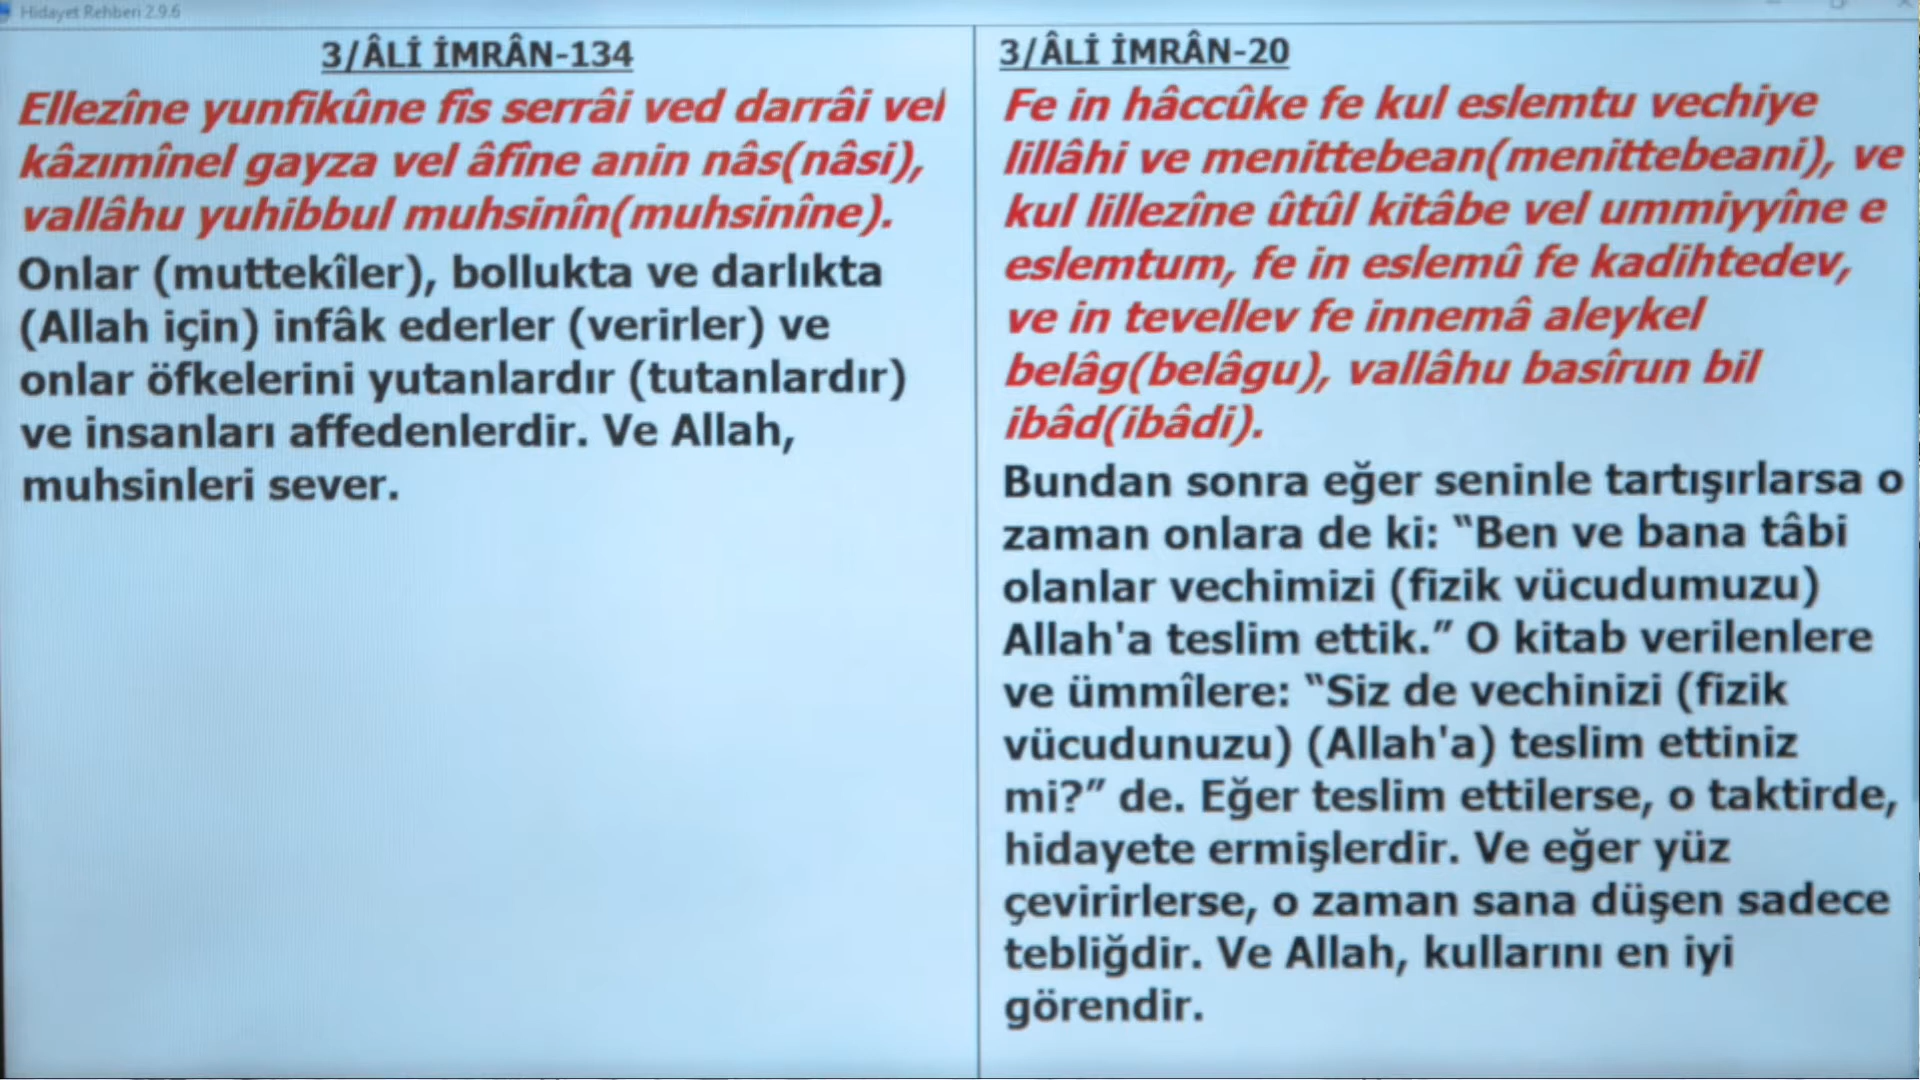 Hidayet Rehberi 2.9.6
3/ÂLİ İMRÂN-134
Ellezîne yunfikûne fîs serrâi ved darrâi vel
kâzımînel gayza vel âfîne anin nâs(nâsi),
vallâhu yuhibbul muhsinîn(muhsinîne).
Onlar (muttekîler), bollukta ve darlıkta
(Allah için) infâk ederler (verirler) ve
onlar öfkelerini yutanlardır (tutanlardır)
ve insanları affedenlerdir. Ve Allah,
muhsinleri sever.
3/ÂLİ İMRÂN-20
Fe in hâccûke fe kul eslemtu vechiye
lillâhi ve menittebean(menittebeani), ve
kul lillezîne ûtûl kitâbe vel ummiyyîne e
eslemtum, fe in eslemû fe kadihtedev,
ve in tevellev fe innemâ aleykel
belâg(belâgu), vallâhu basîrun bil
ibâd(ibâdi).
Bundan sonra eğer seninle tartışırlarsa o
zaman onlara de ki: “Ben ve bana tâbi
olanlar vechimizi (fizik vücudumuzu)
Allah'a teslim ettik.” O kitab verilenlere
ve ümmîlere: “Siz de vechinizi (fizik
vücudunuzu) (Allah'a) teslim ettiniz
mi?” de. Eğer teslim ettilerse, o taktirde,
hidayete ermişlerdir. Ve eğer yüz
çevirirlerse, o zaman sana düşen sadece
tebliğdir. Ve Allah, kullarını en iyi
görendir.